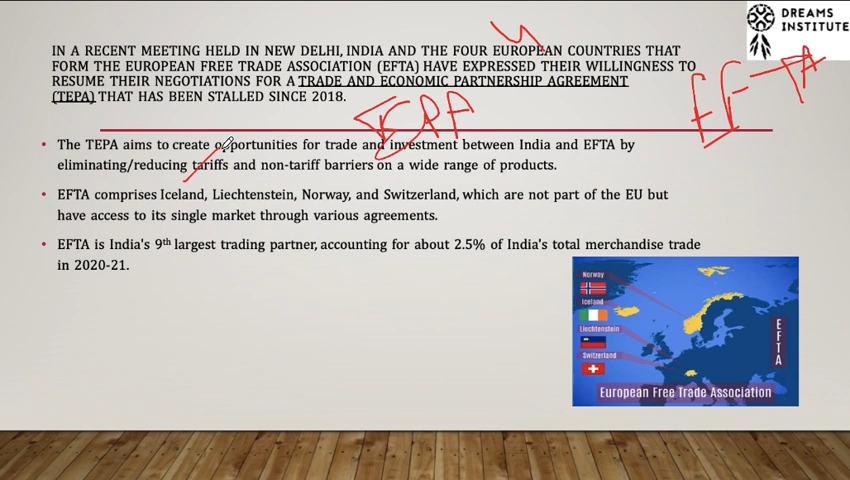 DREAMS
INSTITUTE
IN A RECENT MEETING HELD IN NEW DELHI, INDIA AND THE FOUR EUROPEAN COUNTRIES THAT
FORM THE EUROPEAN FREE TRADE ASSOCIATION (EFTA) HAVE EXPRESSED THEIR WILLINGNESS TO
RESUME THEIR NEGOTIATIONS FOR A TRADE AND ECONOMIC PARTNERSHIP AGREEMENT
(TEPA) THAT HAS BEEN STALLED SINCE 2018.
4
EFTA
TEPA
• The TEPA aims to create opportunities for trade and investment between India and EFTA by
eliminating/reducing tariffs and non-tariff barriers on a wide range of products.
• EFTA comprises Iceland, Liechtenstein, Norway, and Switzerland, which are not part of the EU but
have access to its single market through various agreements.
• EFTA is India's 9th largest trading partner, accounting for about 2.5% of India's total merchandise trade
in 2020-21.
Norway
Iceland
Liechtenstein
Switzerland
EFTA
European Free Trade Association